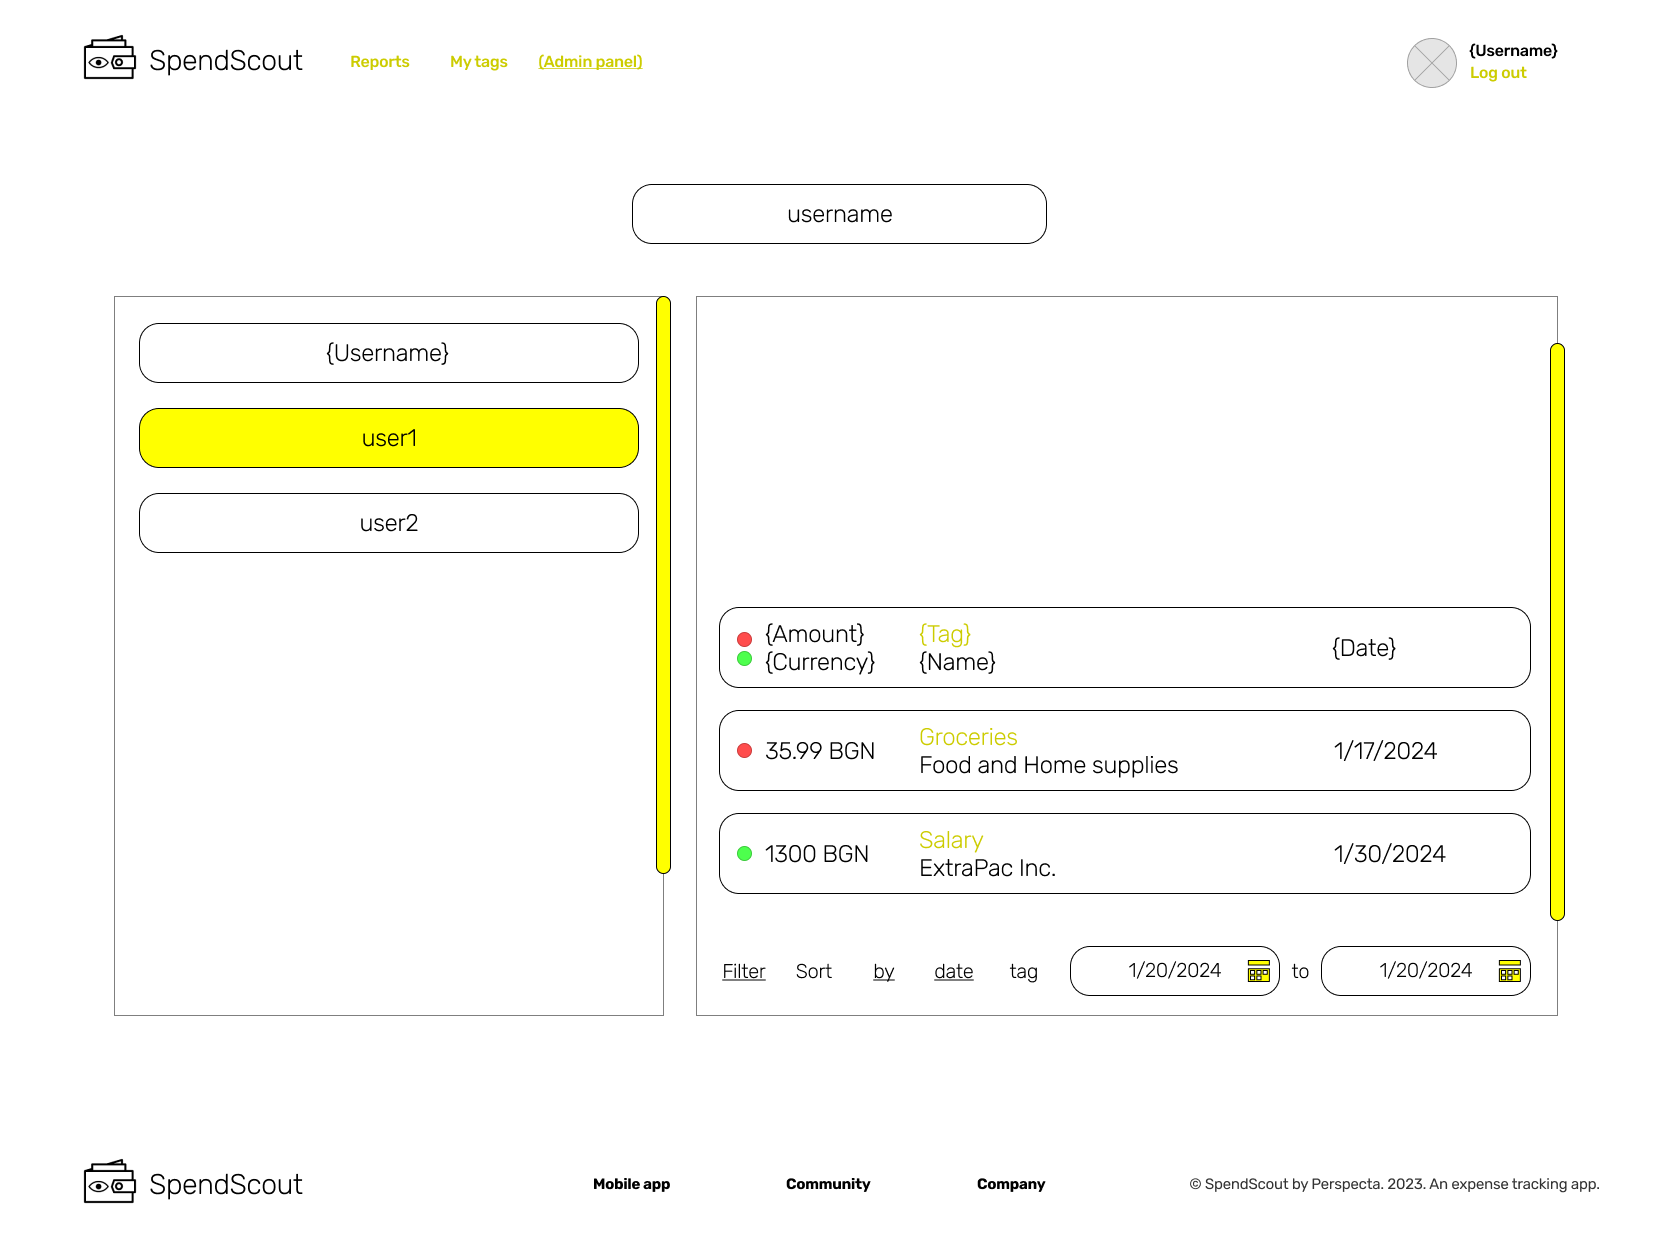 SpendScout
Reports
My tags
(Admin panel)
{Username}
Log out
username
{Username}
user1
user2
{Amount}
{Currency}
{Tag}
{Name}
{Date}
35.99 BGN
Groceries
Food and Home supplies
1/17/2024
1300 BGN
Salary
ExtraPac Inc.
1/30/2024
Filter Sort by date tag 1/20/2024 to 1/20/2024
SpendScout
Mobile app
Community
Company
© SpendScout by Perspecta. 2023. An expense tracking app.